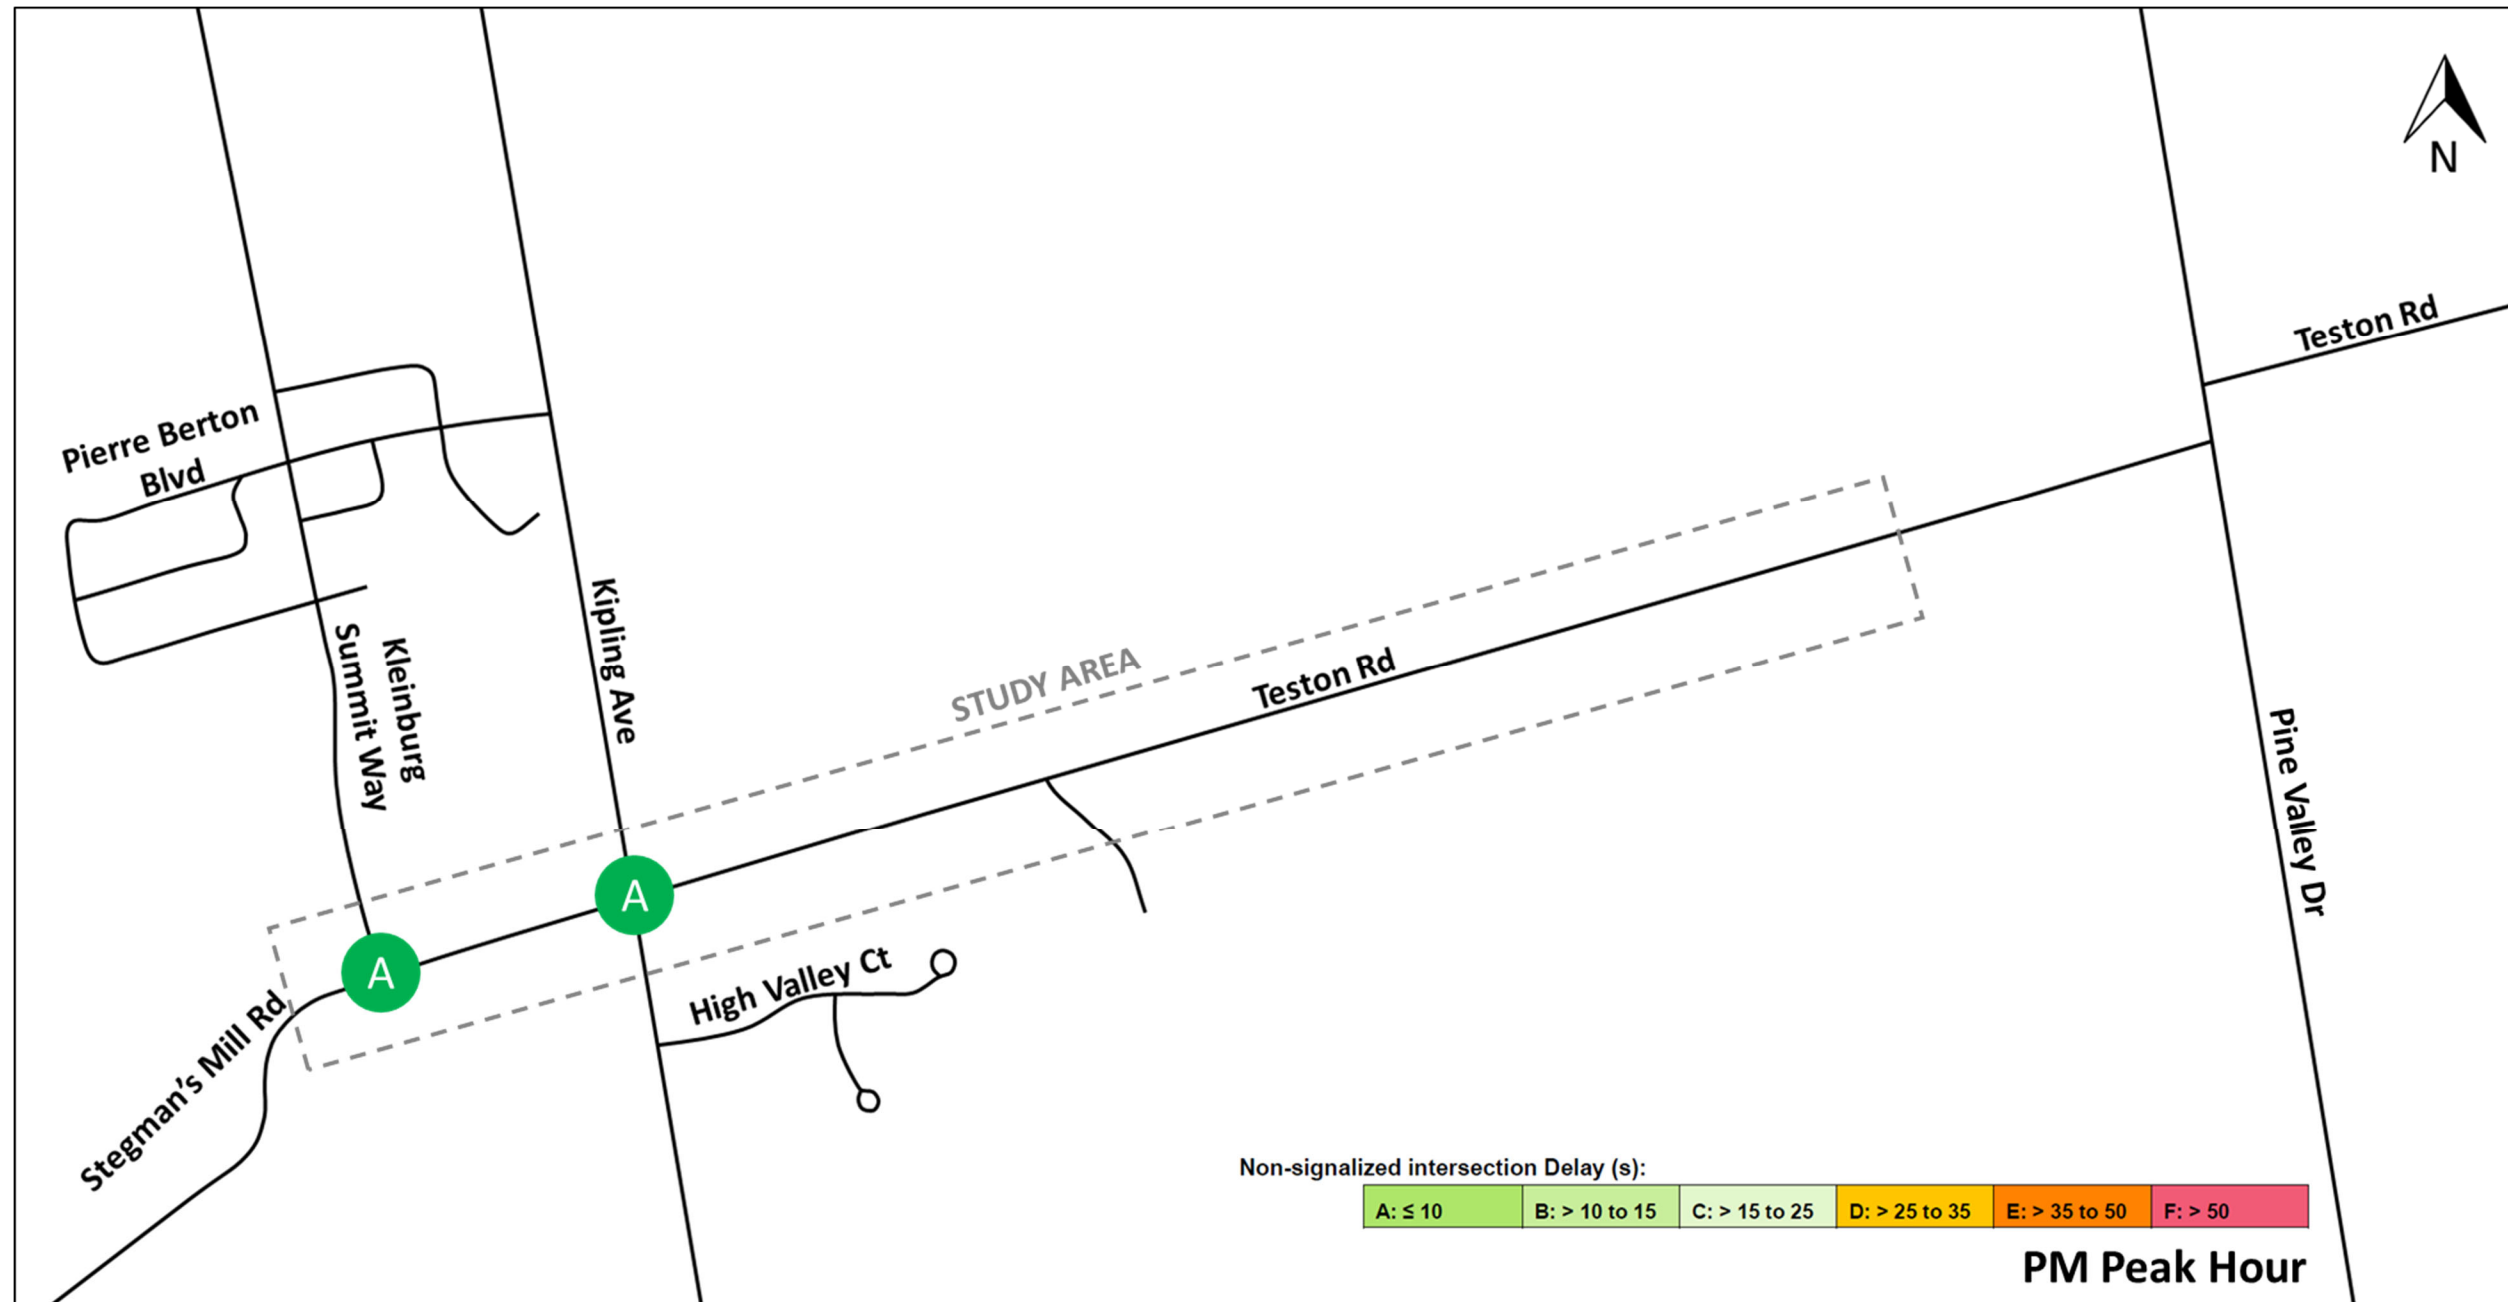 N
Teston Rd
Pierre Berton
Blvd
Kipling Ave
Kleinburg
Summit Way
STUDY AREA
Teston Rd
Pine Valley Dr
A
A
High Valley Ct
Stegman's Mill Rd
Non-signalized intersection Delay (s):
A: ≤ 10 B: > 10 to 15 C: > 15 to 25 D: > 25 to 35 E: > 35 to 50 F: > 50
PM Peak Hour